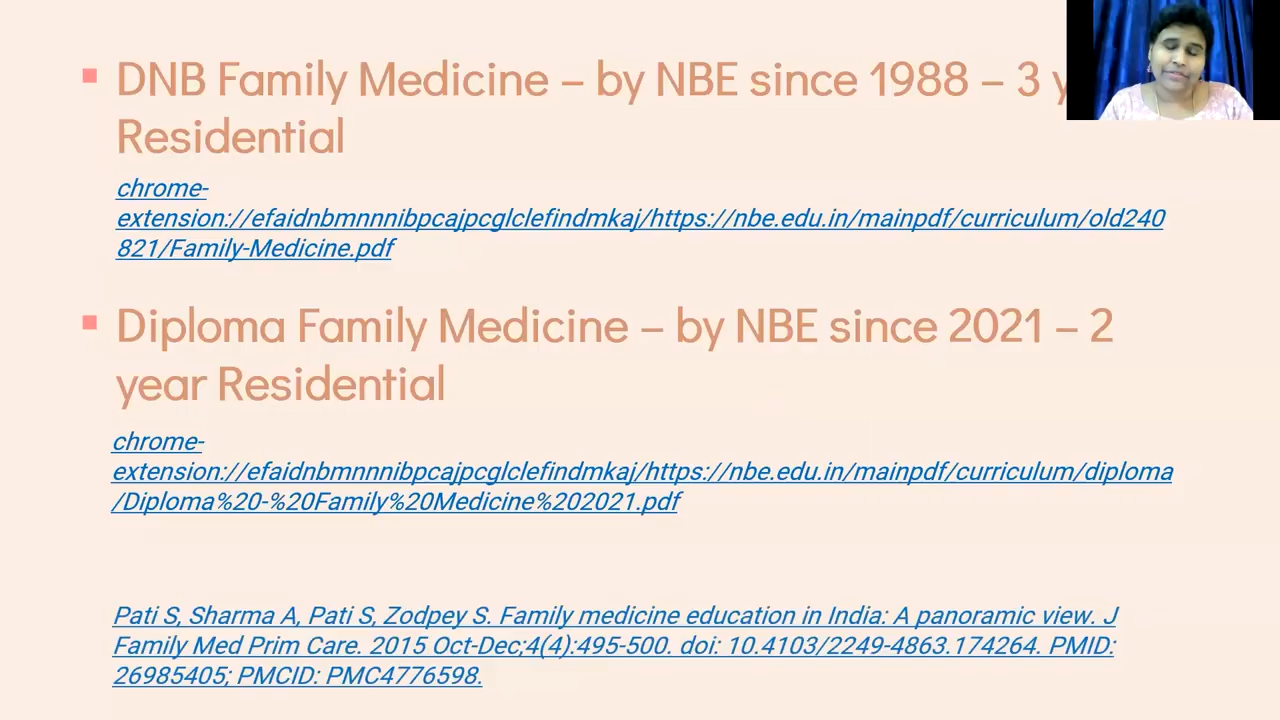 DNB Family Medicine – by NBE since 1988 – 3
Residential
chrome-
extension://efaidnbmnnnibpcajpcglclefindmkaj/https://nbe.edu.in/mainpdf/curriculum/old240
821/Family-Medicine.pdf
Diploma Family Medicine – by NBE since 2021 – 2
year Residential
chrome-
extension://efaidnbmnnnibpcajpcglclefindmkaj/https://nbe.edu.in/mainpdf/curriculum/diploma
/Diploma%20-%20Family%20Medicine%202021.pdf
Pati S, Sharma A, Pati S, Zodpey S. Family medicine education in India: A panoramic view. J
Family Med Prim Care. 2015 Oct-Dec;4(4):495-500. doi: 10.4103/2249-4863.174264. PMID:
26985405; PMCID: PMC4776598.